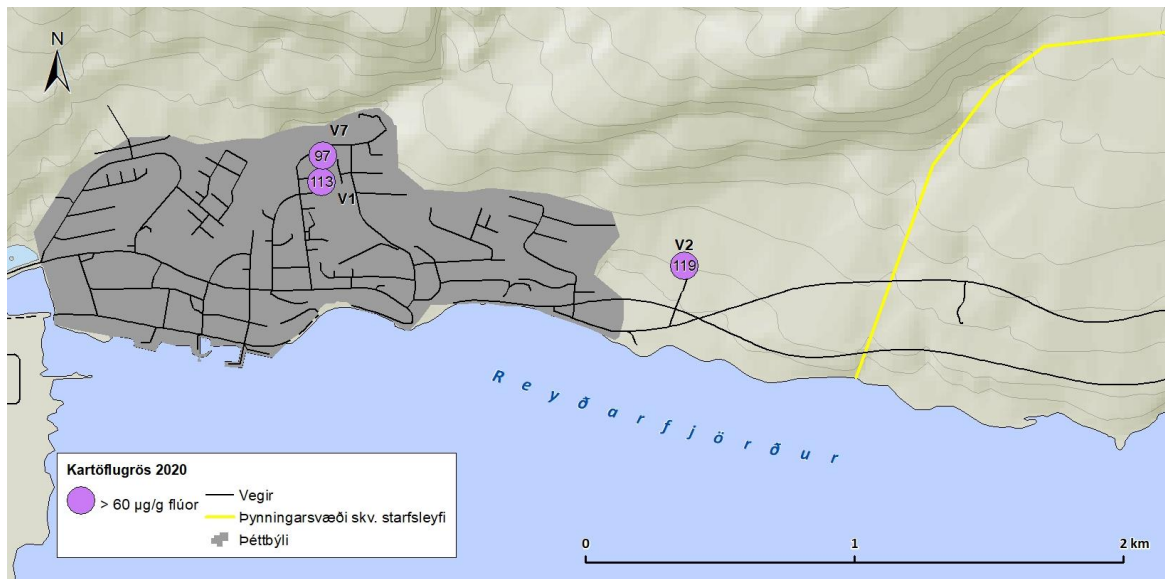 N
V7
97
113
V1
V2
119
Reyðarfjörður
Kartöflugrös 2020
> 60 µg/g flúor
Vegir
Þynningarsvæði skv. starfsleyfi
Þéttbýli
0
1
2 km